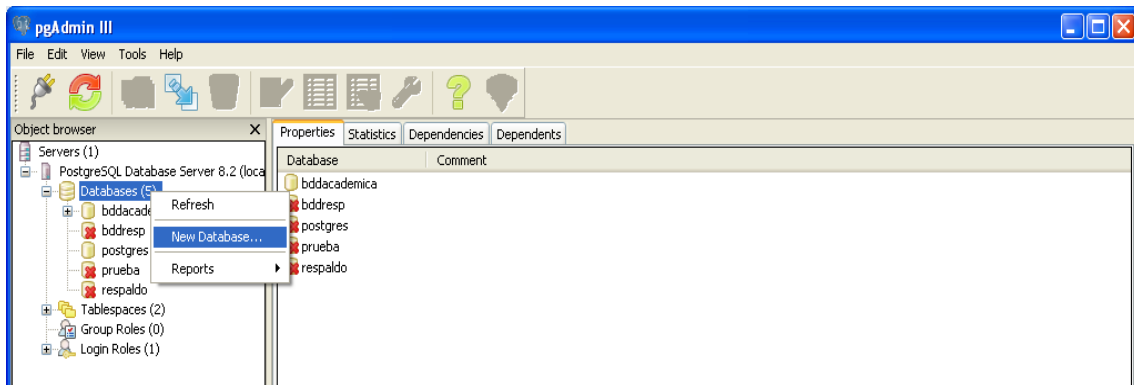 pgAdmin III
File Edit View Tools Help
Object browser X
Properties Statistics Dependencies Dependents
Servers (1)
PostgreSQL Database Server 8.2 (loca
Databases (5)
bddacade
bddresp
postgres
prueba
respaldo
Tablespaces (2)
Group Roles (0)
Login Roles (1)
Refresh
New Database...
Reports
Database Comment
bddacademica
bddresp
postgres
prueba
respaldo